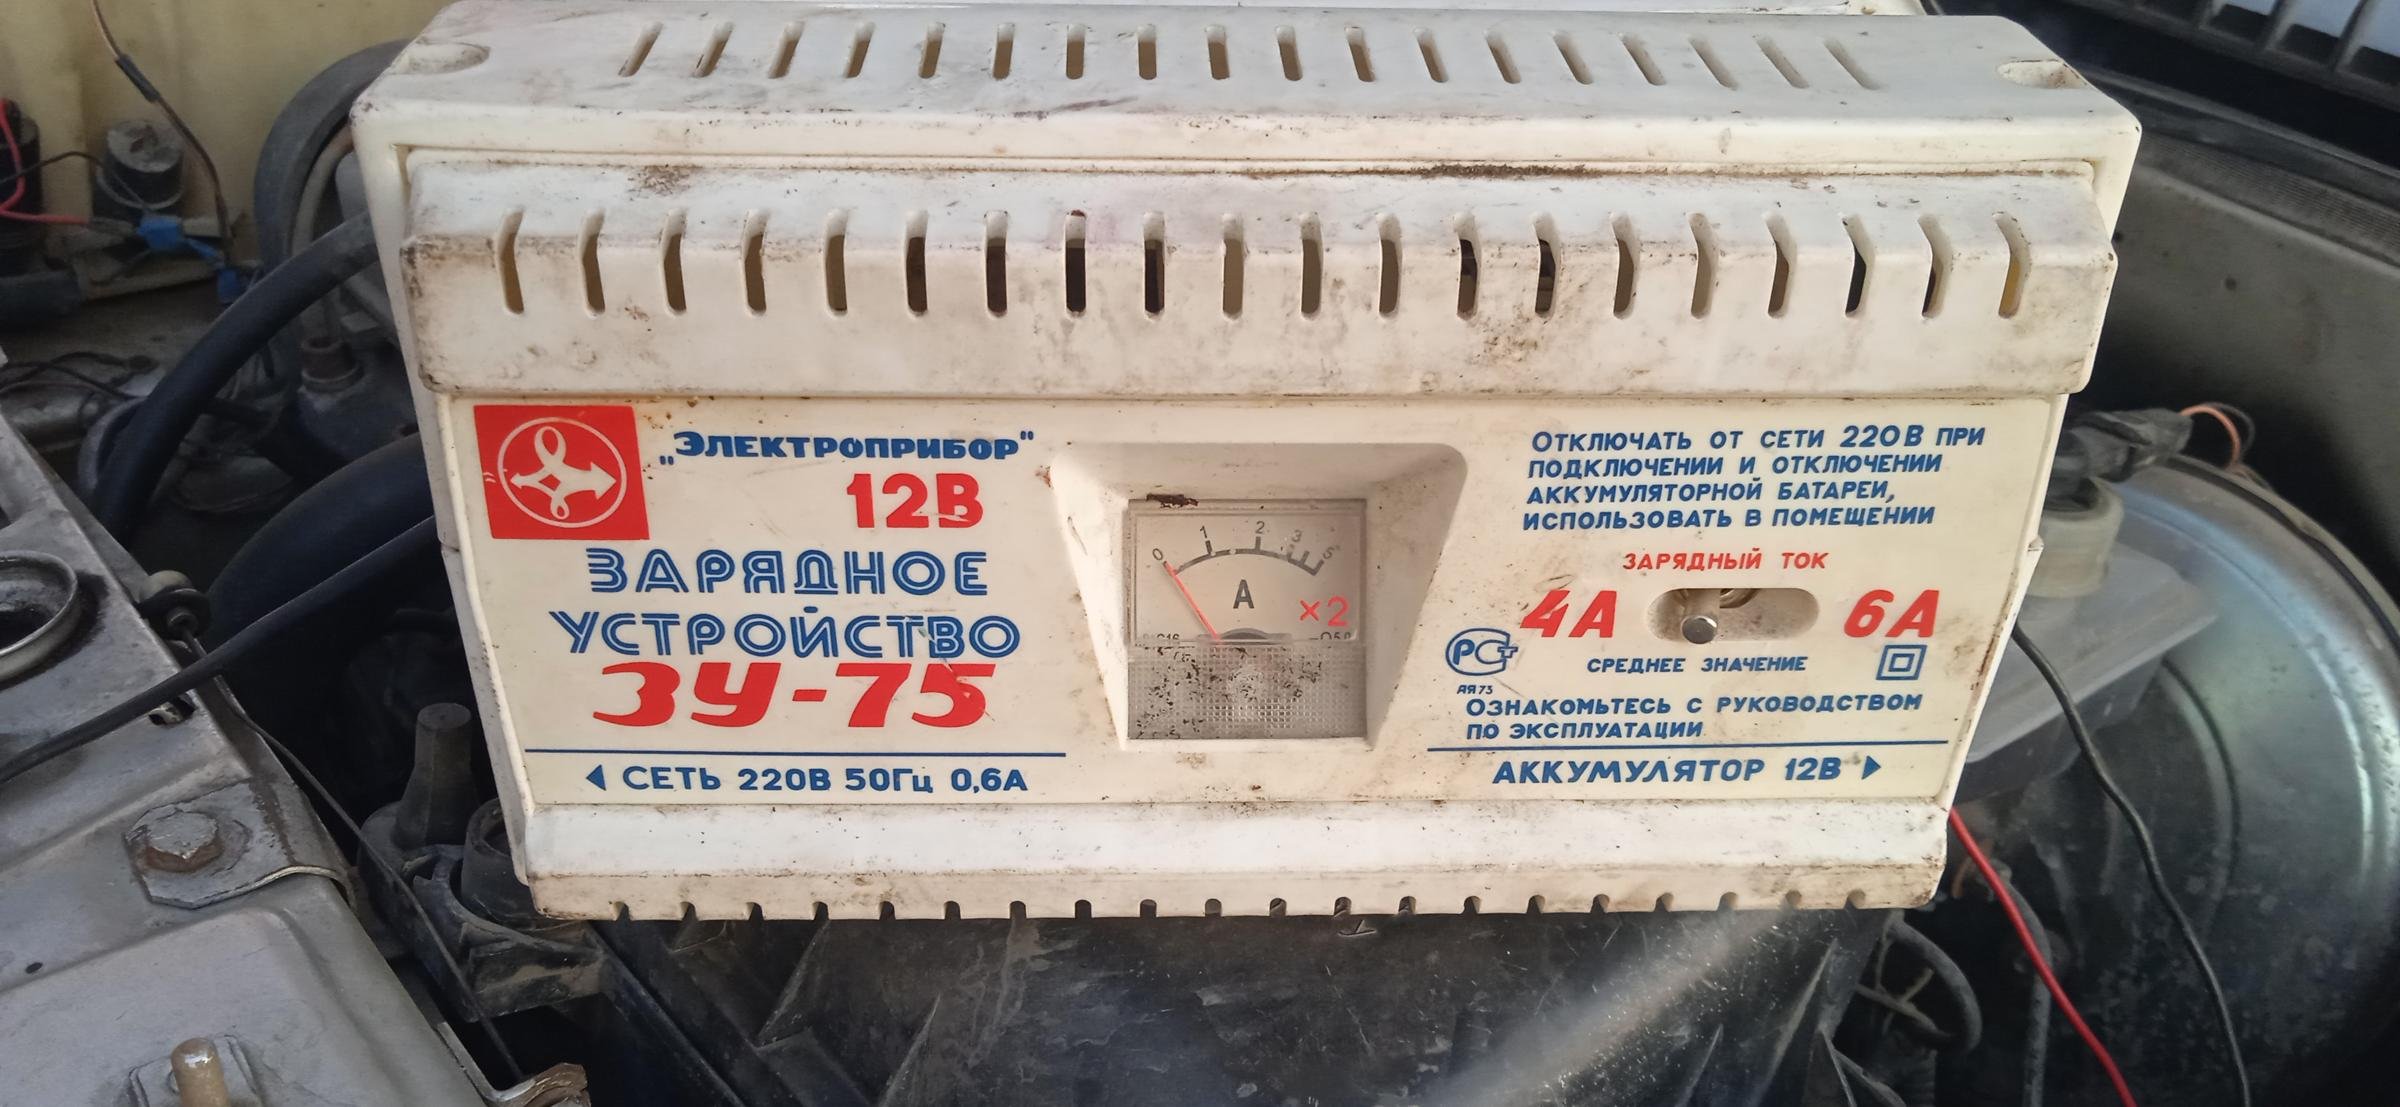 „Электроприбор"
12В
ЗАРЯДНОЕ
УСТРОЙСТВО
ЗУ-75
◄ СЕТЬ 220В 50Гц 0,6А
0 1 2 3 5
А
×2
ОТКЛЮЧАТЬ ОТ СЕТИ 220В ПРИ
ПОДКЛЮЧЕНИИ И ОТКЛЮЧЕНИИ
АККУМУЛЯТОРНОЙ БАТАРЕИ,
ИСПОЛЬЗОВАТЬ В ПОМЕЩЕНИИ
ЗАРЯДНЫЙ ТОК
4А 6А
РСТ
СРЕДНЕЕ ЗНАЧЕНИЕ
АЯ73
ОЗНАКОМЬТЕСЬ С РУКОВОДСТВОМ
ПО ЭКСПЛУАТАЦИИ
АККУМУЛЯТОР 12В ►